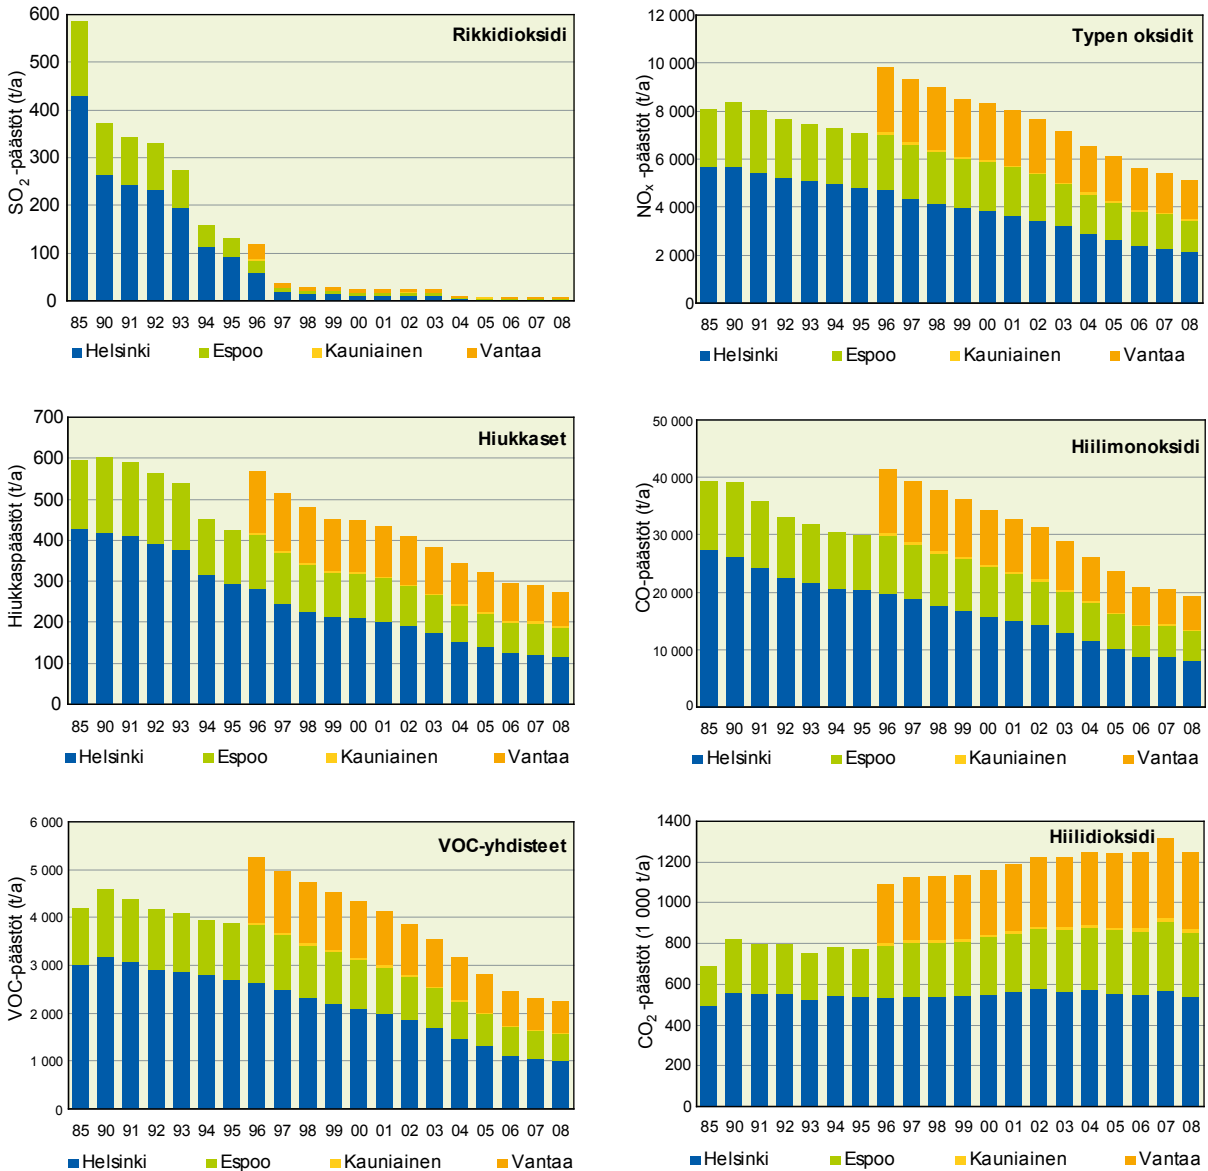 Rikkidioksidi
SO2 -päästöt (t/a)
600
500
400
300
200
100
0
85 90 91 92 93 94 95 96 97 98 99 00 01 02 03 04 05 06 07 08
Helsinki Espoo Kauniainen Vantaa
Typen oksidit
NOx -päästöt (t/a)
12 000
10 000
8 000
6 000
4 000
2 000
0
85 90 91 92 93 94 95 96 97 98 99 00 01 02 03 04 05 06 07 08
Helsinki Espoo Kauniainen Vantaa
Hiukkaset
Hiukkaspäästöt (t/a)
700
600
500
400
300
200
100
0
85 90 91 92 93 94 95 96 97 98 99 00 01 02 03 04 05 06 07 08
Helsinki Espoo Kauniainen Vantaa
Hiilimonoksidi
CO-päästöt (t/a)
50 000
40 000
30 000
20 000
10 000
0
85 90 91 92 93 94 95 96 97 98 99 00 01 02 03 04 05 06 07 08
Helsinki Espoo Kauniainen Vantaa
VOC-yhdisteet
VOC-päästöt (t/a)
6 000
5 000
4 000
3 000
2 000
1 000
0
85 90 91 92 93 94 95 96 97 98 99 00 01 02 03 04 05 06 07 08
Helsinki Espoo Kauniainen Vantaa
Hiilidioksidi
CO2 -päästöt (1 000 t/a)
1400
1200
1000
800
600
400
200
0
85 90 91 92 93 94 95 96 97 98 99 00 01 02 03 04 05 06 07 08
Helsinki Espoo Kauniainen Vantaa